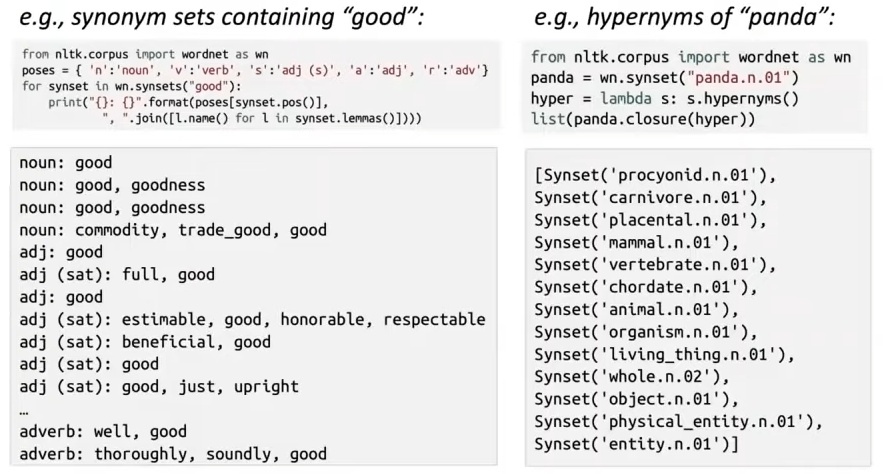 e.g., synonym sets containing “good”:
from nltk.corpus import wordnet as wn
poses = { 'n':'noun', 'v':'verb', 's':'adj (s)', 'a':'adj', 'r':'adv'}
for synset in wn.synsets("good"):
    print("{}: {}".format(poses[synset.pos()],
            ", ".join([l.name() for l in synset.lemmas()])))
noun: good
noun: good, goodness
noun: good, goodness
noun: commodity, trade_good, good
adj: good
adj (sat): full, good
adj: good
adj (sat): estimable, good, honorable, respectable
adj (sat): beneficial, good
adj (sat): good
adj (sat): good, just, upright
…
adverb: well, good
adverb: thoroughly, soundly, good
e.g., hypernyms of “panda”:
from nltk.corpus import wordnet as wn
panda = wn.synset("panda.n.01")
hyper = lambda s: s.hypernyms()
list(panda.closure(hyper))
[Synset('procyonid.n.01'),
Synset('carnivore.n.01'),
Synset('placental.n.01'),
Synset('mammal.n.01'),
Synset('vertebrate.n.01'),
Synset('chordate.n.01'),
Synset('animal.n.01'),
Synset('organism.n.01'),
Synset('living_thing.n.01'),
Synset('whole.n.02'),
Synset('object.n.01'),
Synset('physical_entity.n.01'),
Synset('entity.n.01')]